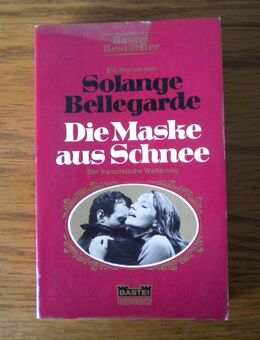 Bastei
Bestseller
Ein Roman von
Solange
Bellegarde
Die Maske
aus Schnee
Der französische Welterfolg
BASTEI
TASCHENBUCH